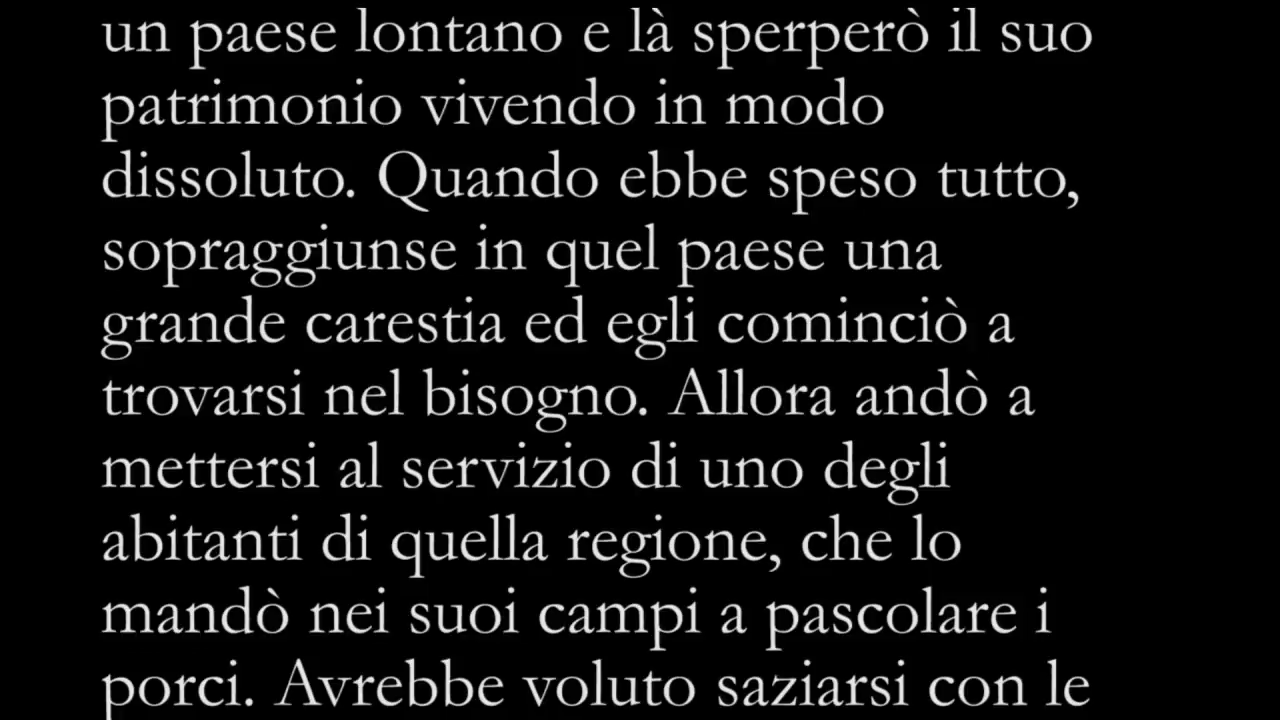 un paese lontano e là sperperò il suo
patrimonio vivendo in modo
dissoluto. Quando ebbe speso tutto,
sopraggiunse in quel paese una
grande carestia ed egli cominciò a
trovarsi nel bisogno. Allora andò a
mettersi al servizio di uno degli
abitanti di quella regione, che lo
mandò nei suoi campi a pascolare i
porci. Avrebbe voluto saziarsi con le